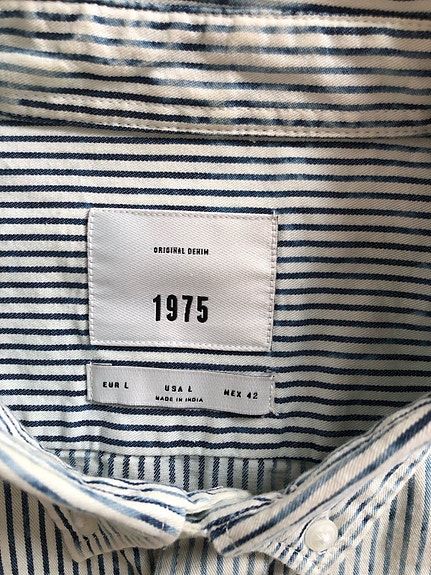 ORIGINAL DENIM
1975
EUR L USA L MEX 42
MADE IN INDIA